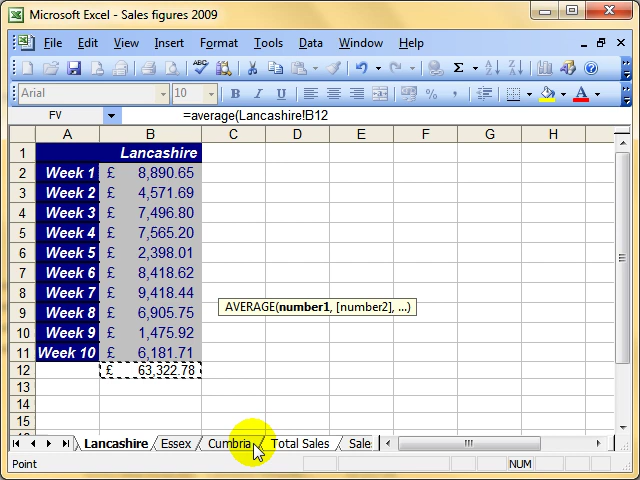 Microsoft Excel - Sales figures 2009
File Edit View Insert Format Tools Data Window Help
ABC Σ A Z Z A
Arial 10 B I U % A
FV =average(Lancashire!B12
A B C D E F G H
1 Lancashire
2 Week 1 £ 8,890.65
3 Week 2 £ 4,571.69
4 Week 3 £ 7,496.80
5 Week 4 £ 7,565.20
6 Week 5 £ 2,398.01
7 Week 6 £ 8,418.62
8 Week 7 £ 9,418.44
9 Week 8 £ 6,905.75
10 Week 9 £ 1,475.92
11 Week 10 £ 6,181.71
12 £ 63,322.78
13
14
15
AVERAGE(number1, [number2], ...)
Lancashire Essex Cumbria Total Sales Sale
Point NUM